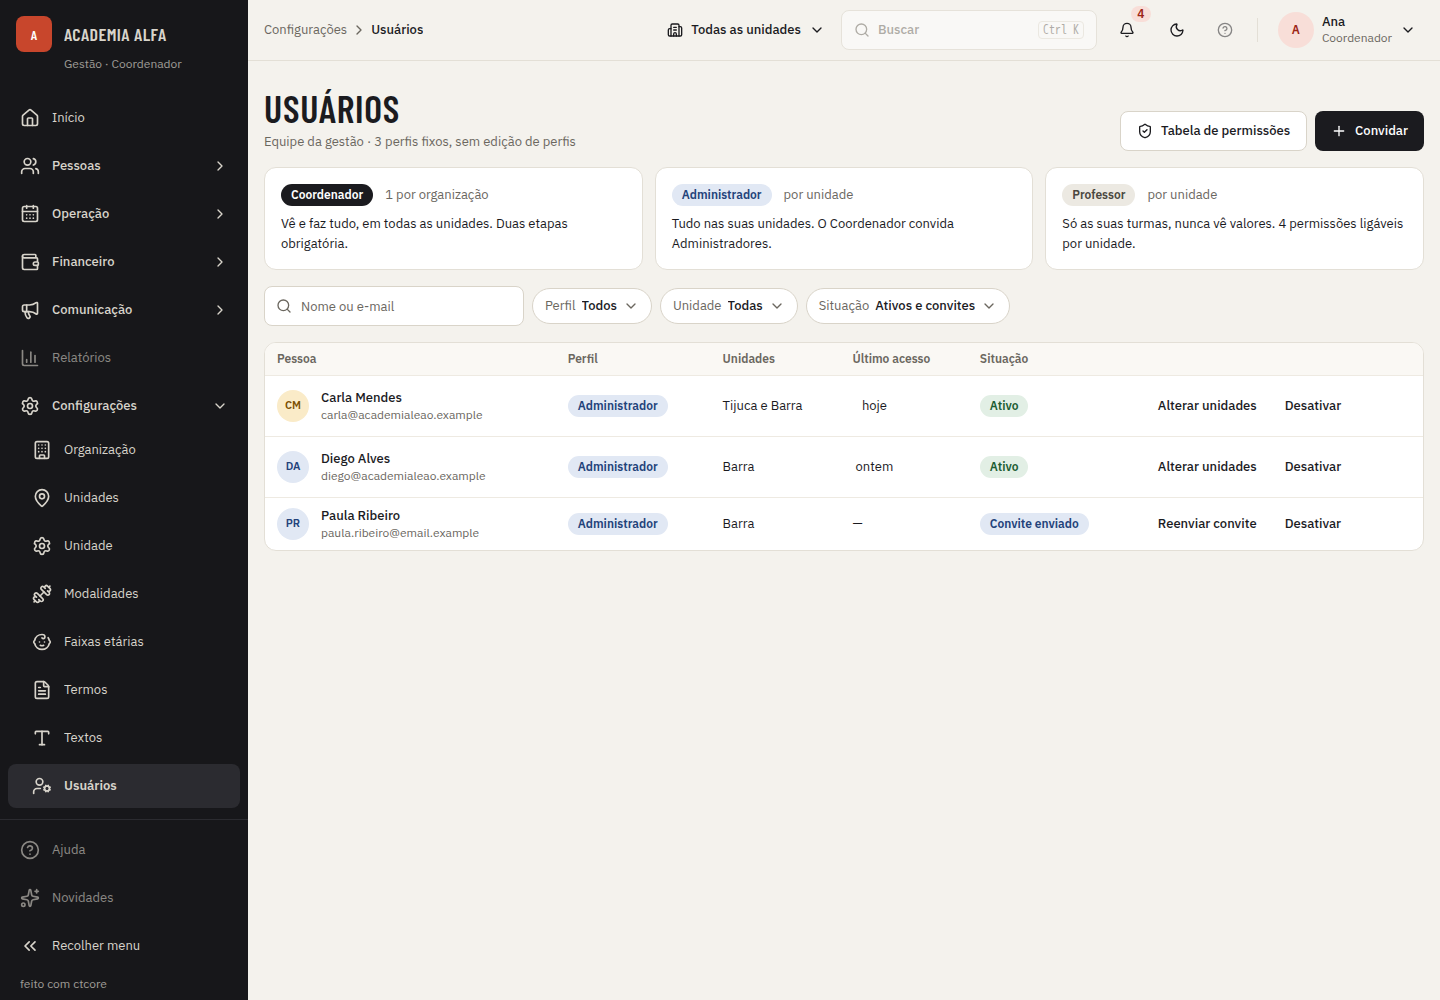 A
ACADEMIA ALFA
Gestão · Coordenador
Início
Pessoas
Operação
Financeiro
Comunicação
Relatórios
Configurações
Organização
Unidades
Unidade
Modalidades
Faixas etárias
Termos
Textos
Usuários
Ajuda
Novidades
Recolher menu
feito com ctcore
Configurações > Usuários
Todas as unidades
Buscar
Ctrl K
4
A
Ana
Coordenador
USUÁRIOS
Equipe da gestão · 3 perfis fixos, sem edição de perfis
Tabela de permissões
Convidar
Coordenador 1 por organização
Vê e faz tudo, em todas as unidades. Duas etapas
obrigatória.
Administrador por unidade
Tudo nas suas unidades. O Coordenador convida
Administradores.
Professor por unidade
Só as suas turmas, nunca vê valores. 4 permissões ligáveis
por unidade.
Nome ou e-mail
Perfil Todos
Unidade Todas
Situação Ativos e convites
Pessoa Perfil Unidades Último acesso Situação
CM Carla Mendes Administrador Tijuca e Barra hoje Ativo Alterar unidades Desativar
carla@academialeao.example
DA Diego Alves Administrador Barra ontem Ativo Alterar unidades Desativar
diego@academialeao.example
PR Paula Ribeiro Administrador Barra — Convite enviado Reenviar convite Desativar
paula.ribeiro@email.example